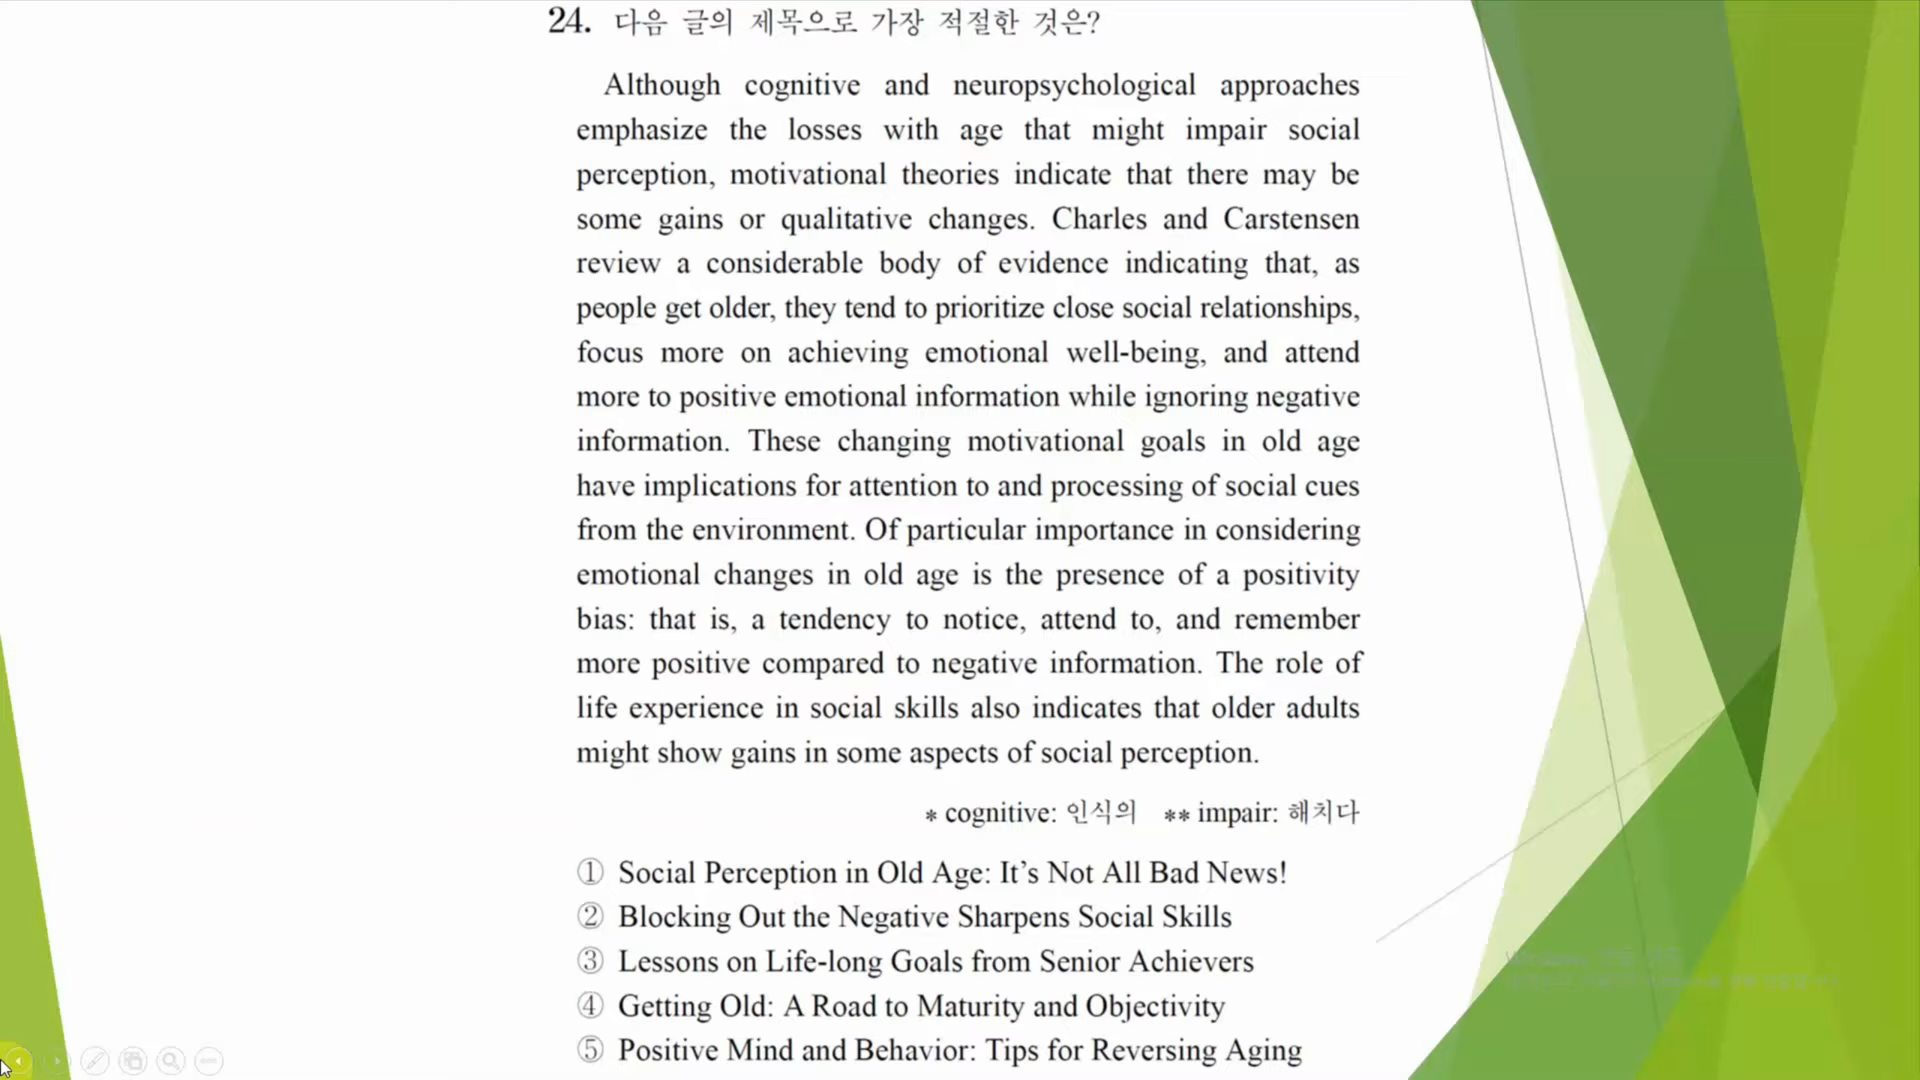 24. 다음 글의 제목으로 가장 적절한 것은?
Although cognitive and neuropsychological approaches
emphasize the losses with age that might impair social
perception, motivational theories indicate that there may be
some gains or qualitative changes. Charles and Carstensen
review a considerable body of evidence indicating that, as
people get older, they tend to prioritize close social relationships,
focus more on achieving emotional well-being, and attend
more to positive emotional information while ignoring negative
information. These changing motivational goals in old age
have implications for attention to and processing of social cues
from the environment. Of particular importance in considering
emotional changes in old age is the presence of a positivity
bias: that is, a tendency to notice, attend to, and remember
more positive compared to negative information. The role of
life experience in social skills also indicates that older adults
might show gains in some aspects of social perception.
* cognitive: 인식의 ** impair: 해치다
① Social Perception in Old Age: It's Not All Bad News!
② Blocking Out the Negative Sharpens Social Skills
③ Lessons on Life-long Goals from Senior Achievers
④ Getting Old: A Road to Maturity and Objectivity
⑤ Positive Mind and Behavior: Tips for Reversing Aging